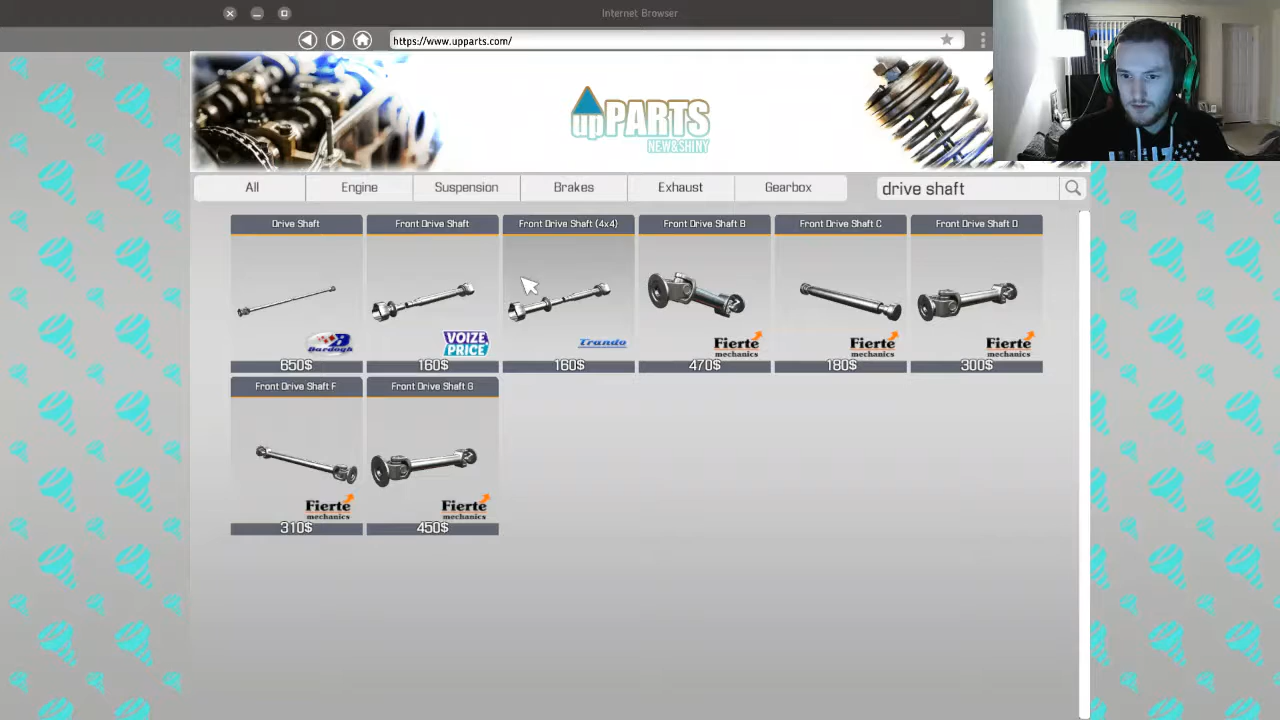 Internet Browser
https://www.upparts.com/
upPARTS
NEW&SHINY
All
Engine
Suspension
Brakes
Exhaust
Gearbox
drive shaft
Drive Shaft
Front Drive Shaft
Front Drive Shaft (4x4)
Front Drive Shaft B
Front Drive Shaft C
Front Drive Shaft D
Bardogh
VOIZE PRICE
Trando
Fierte mechanics
Fierte mechanics
Fierte mechanics
650$
160$
160$
470$
180$
300$
Front Drive Shaft F
Front Drive Shaft G
Fierte mechanics
Fierte mechanics
310$
450$